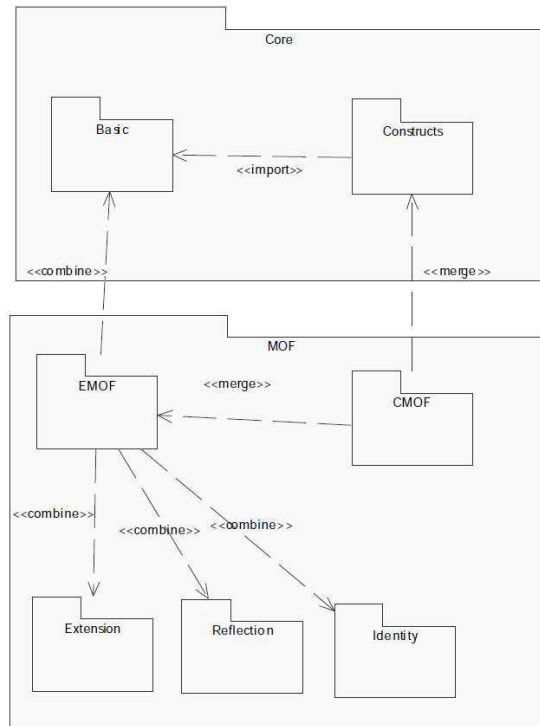 Core
Basic
Constructs
<<import>>
<<combine>>
<<merge>>
MOF
EMOF
<<merge>>
CMOF
<<combine>>
<<combine>>
<<combine>>
Extension
Reflection
Identity